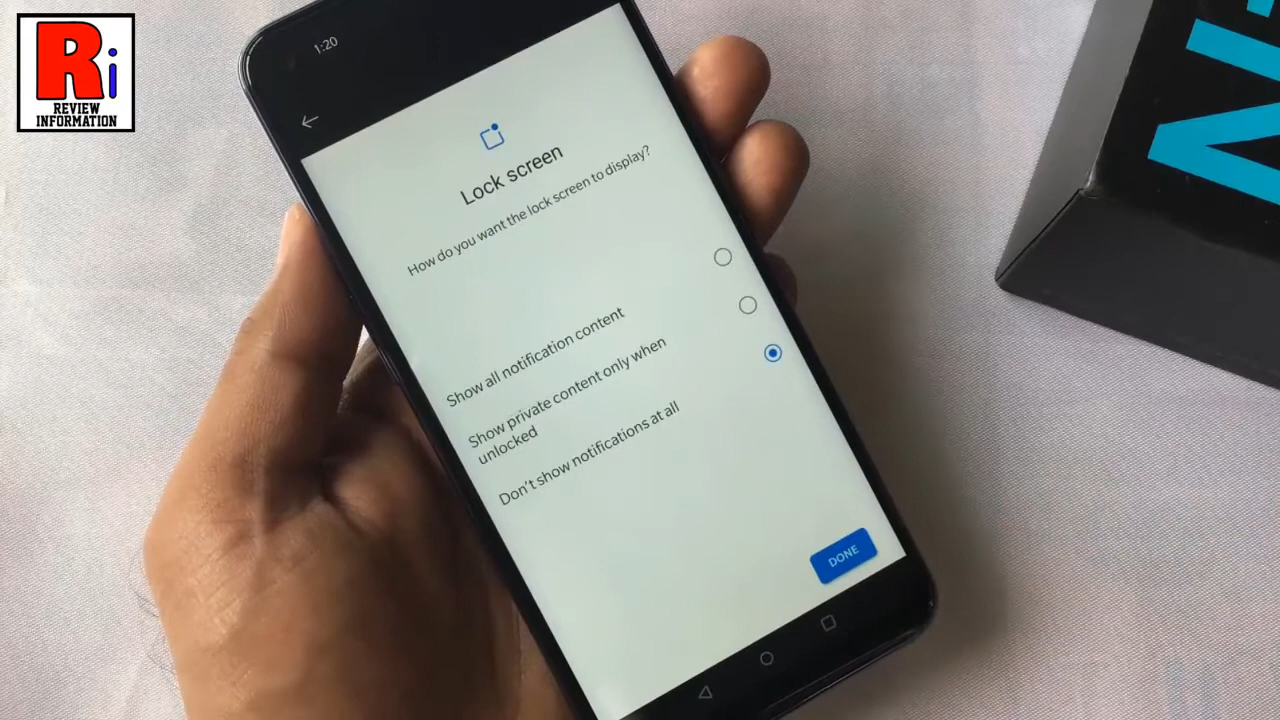 Ri
REVIEW
INFORMATION
1:20
Lock screen
How do you want the lock screen to display?
Show all notification content
Show private content only when
unlocked
Don't show notifications at all
DONE